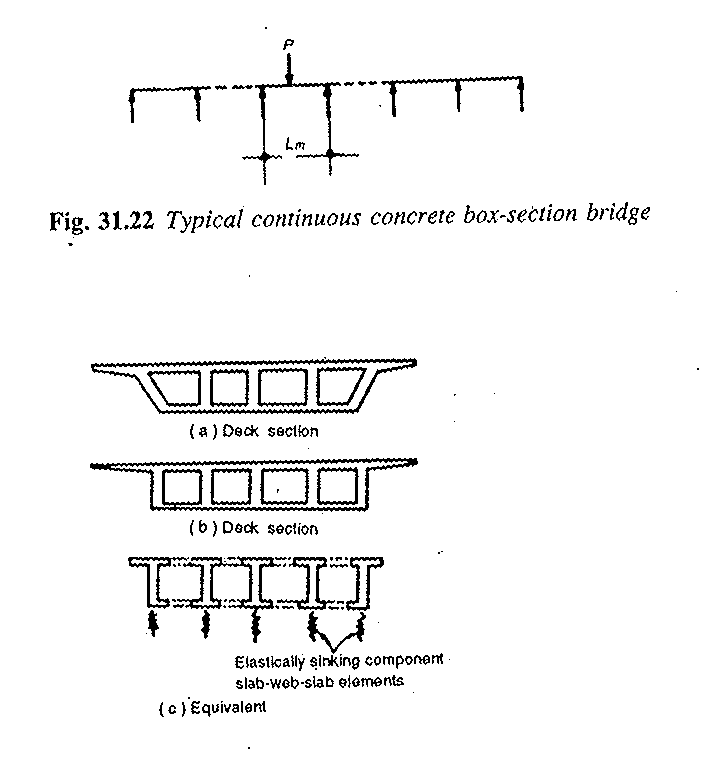 P
Lm
Fig. 31.22 Typical continuous concrete box-section bridge
(a) Deck section
(b) Deck section
Elastically sinking component
slab-web-slab elements
(c) Equivalent